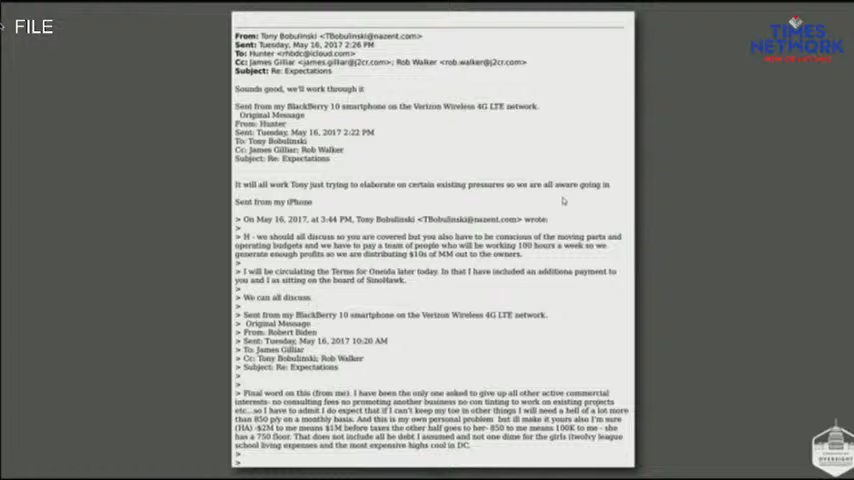 FILE
TIMES
NETWORK
From: Tony Bobulinski <TBobulinski@nazent.com>
Sent: Tuesday, May 16, 2017 2:26 PM
To: Hunter <rhbdc@icloud.com>
Cc: James Gilliar <james.gilliar@j2cr.com>; Rob Walker <rob.walker@j2cr.com>
Subject: Re: Expectations
Sounds good, we'll work through it
Sent from my BlackBerry 10 smartphone on the Verizon Wireless 4G LTE network.
Original Message
From: Hunter
Sent: Tuesday, May 16, 2017 2:22 PM
To: Tony Bobulinski
Cc: James Gilliar; Rob Walker
Subject: Re: Expectations
It will all work Tony just trying to elaborate on certain existing pressures so we are all aware going in
Sent from my iPhone
> On May 16, 2017, at 3:44 PM, Tony Bobulinski <TBobulinski@nazent.com> wrote:
>
> H - we should all discuss so you are covered but you also have to be conscious of the moving parts and
operating budgets and we have to pay a team of people who will be working 100 hours a week so we
generate enough profits so we are distributing $10s of MM out to the owners.
>
> I will be circulating the Terms for Oneida later today. In that I have included an additiona payment to
you and I as sitting on the board of SinoHawk.
>
> We can all discuss.
>
> Sent from my BlackBerry 10 smartphone on the Verizon Wireless 4G LTE network.
> Original Message
> From: Robert Biden
> Sent: Tuesday, May 16, 2017 10:20 AM
> To: James Gilliar
> Cc: Tony Bobulinski; Rob Walker
> Subject: Re: Expectations
>
>
> Final word on this (from me). I have been the only one asked to give up all other active commercial
interests- no consulting fees no promoting another business no con tinting to work on existing projects
etc...so I have to admit I do expect that if I can't keep my toe in other things I will need a hell of a lot more
than 850 p/y on a monthly basis. And this is my own personal problem but ill make it yours also I'm sure
(HA) -$2M to me means $1M before taxes the other half goes to her- 850 to me means 100K to me - she
has a 750 floor. That does not include all be debt I assumed and not one dime for the girls itwolvy league
school living expenses and the most expensive highs cool in DC.
>
>
OVERSIGHT